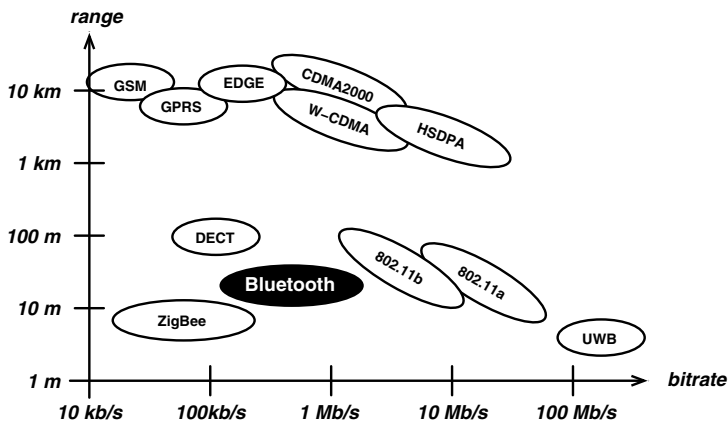 range
GSM
EDGE
CDMA2000
10 km
GPRS
W–CDMA
HSDPA
1 km
100 m
DECT
802.11b
802.11a
Bluetooth
10 m
ZigBee
UWB
1 m
bitrate
10 kb/s
100kb/s
1 Mb/s
10 Mb/s
100 Mb/s